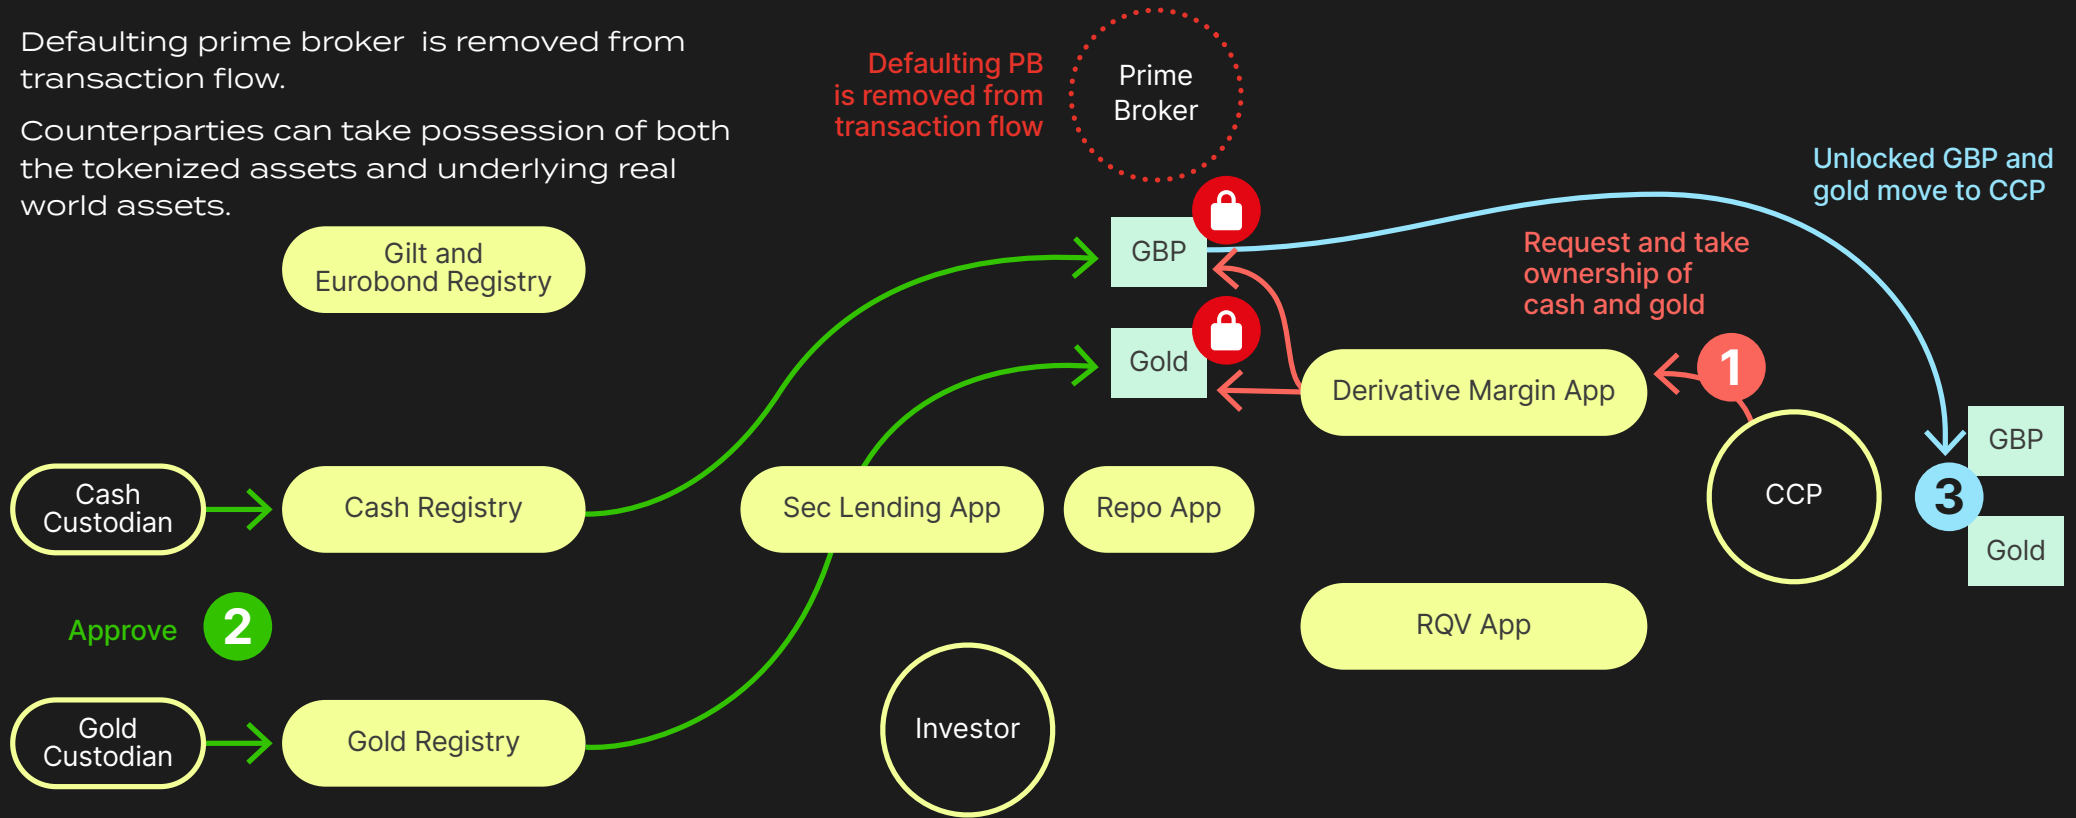 Defaulting prime broker is removed from
transaction flow.
Counterparties can take possession of both
the tokenized assets and underlying real
world assets.
Defaulting PB
is removed from
transaction flow
Prime
Broker
Unlocked GBP and
gold move to CCP
Request and take
ownership of
cash and gold
Gilt and
Eurobond Registry
GBP
Gold
Derivative Margin App
1
Cash
Custodian
Cash Registry
Sec Lending App
Repo App
CCP
GBP
3
Gold
Approve
2
RQV App
Gold
Custodian
Gold Registry
Investor